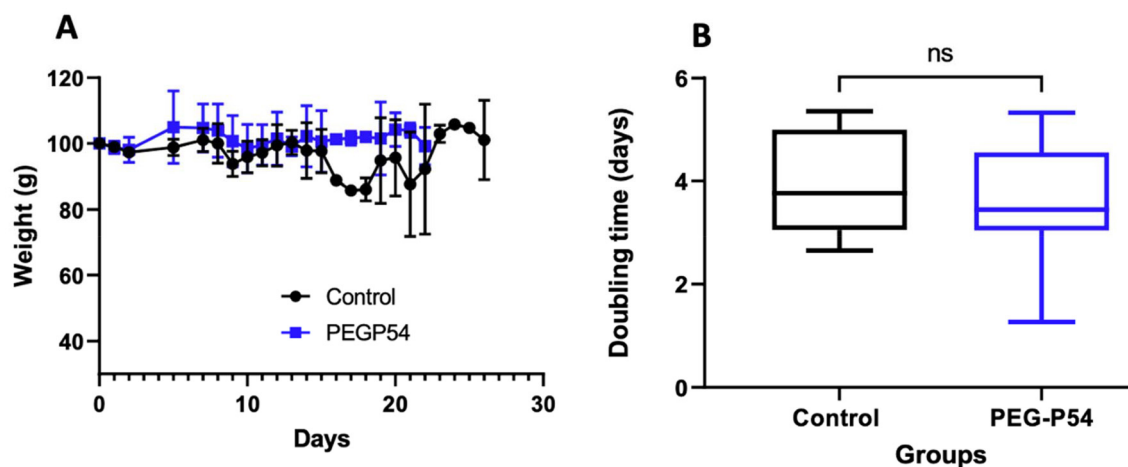 A
Weight (g)
120
100
80
60
40
Control
PEGP54
0
10
20
30
Days
B
ns
Doubling time (days)
6
4
2
0
Control
PEG-P54
Groups